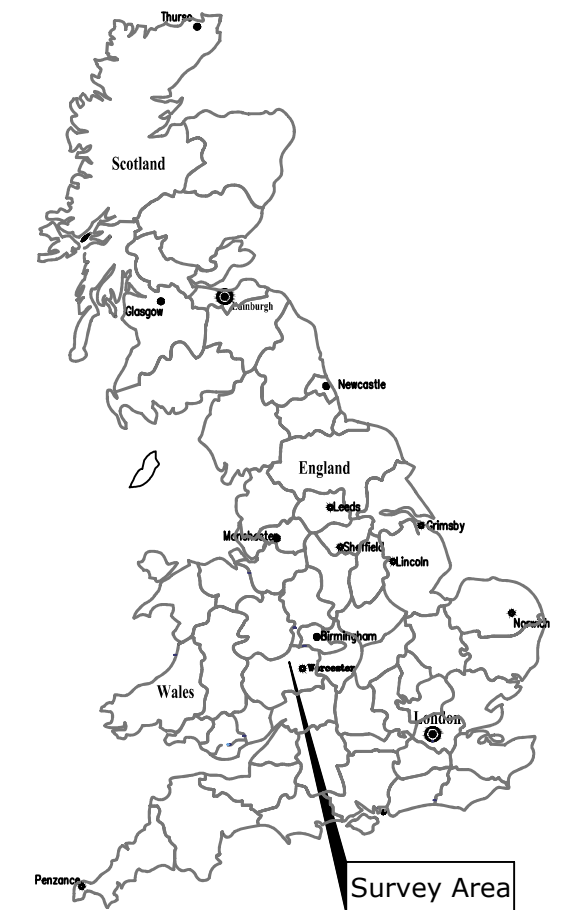 Thurso
Scotland
Edinburgh
Glasgow
Newcastle
England
Leeds
Grimsby
Manchester
Sheffield
Lincoln
Norwich
Birmingham
Worcester
Wales
London
Penzance
Survey Area